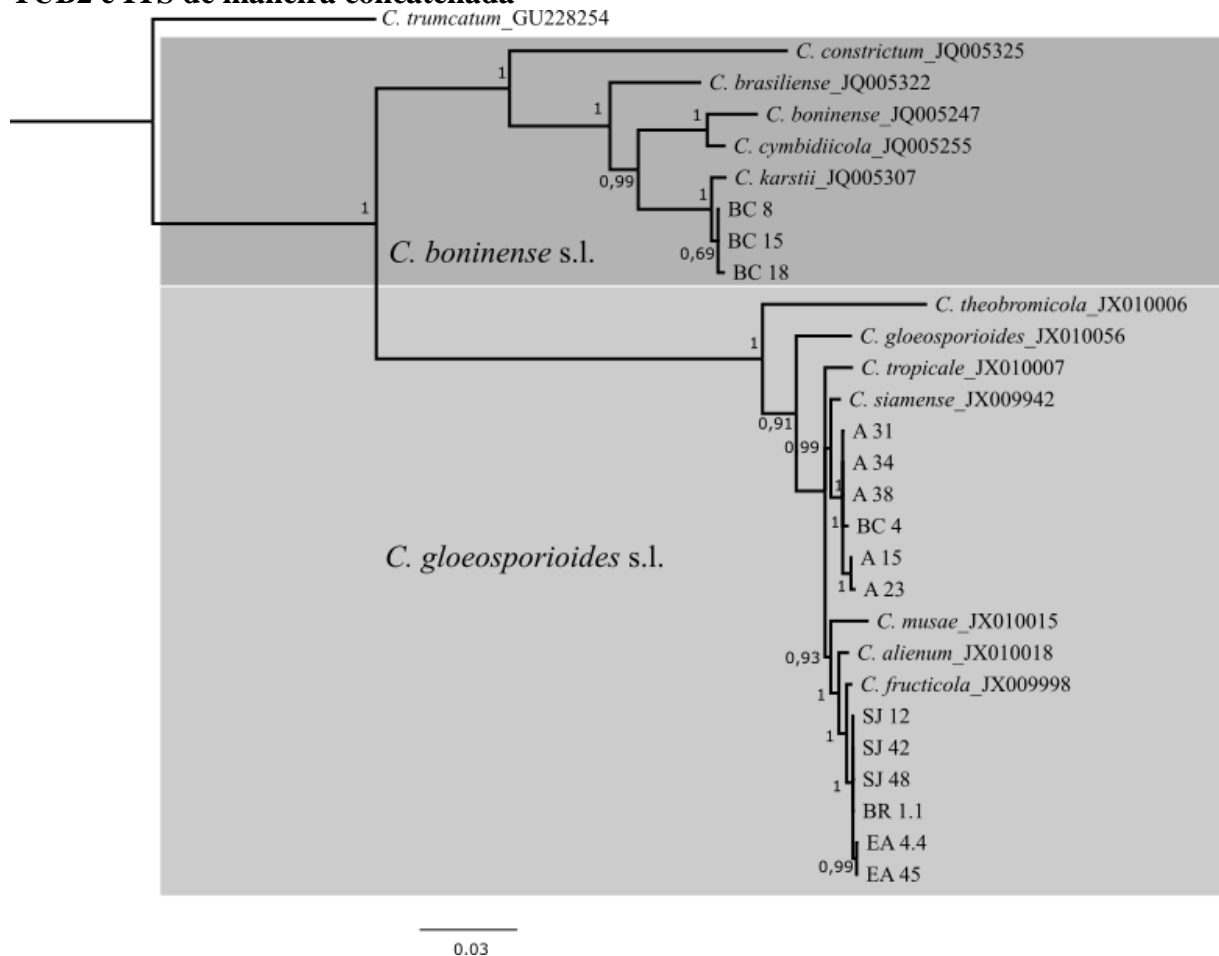 TUB2 e ITS de maneira concatenada
C. trumcatum_GU228254
C. constrictum_JQ005325
1
C. brasiliense_JQ005322
1
C. boninense_JQ005247
1
C. cymbidiicola_JQ005255
0,99
C. karstii_JQ005307
1
BC 8
1
BC 15
C. boninense s.l.
0,69
BC 18
C. theobromicola_JX010006
C. gloeosporioides_JX010056
1
C. tropicale_JX010007
C. siamense_JX009942
0,91
A 31
0,99
A 34
1
A 38
1
BC 4
C. gloeosporioides s.l.
A 15
1
A 23
C. musae_JX010015
0,93
C. alienum_JX010018
C. fructicola_JX009998
1
SJ 12
1
SJ 42
SJ 48
1
BR 1.1
EA 4.4
0,99
EA 45
0.03